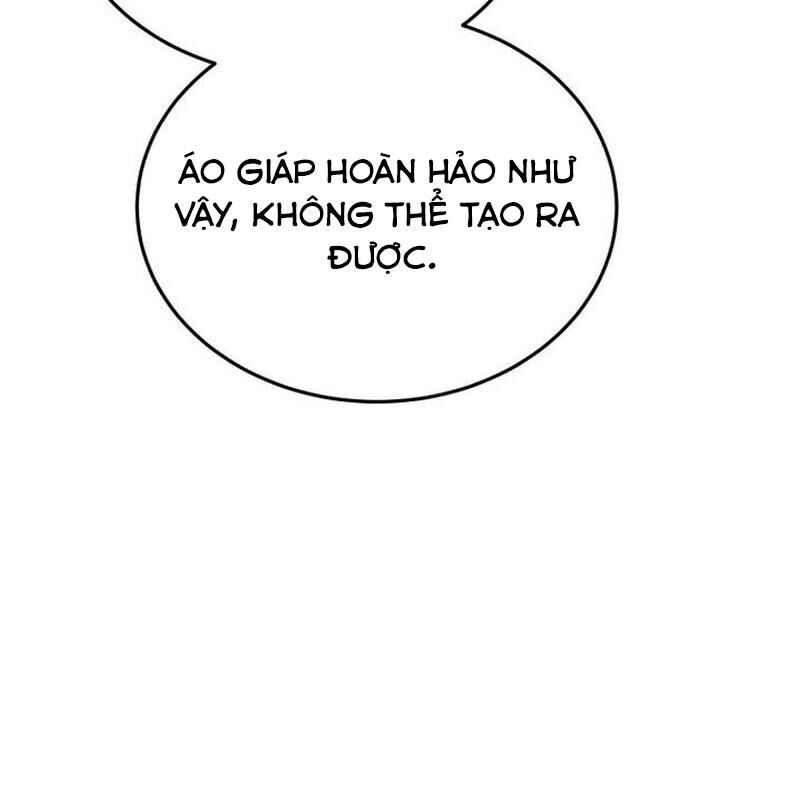 ÁO GIÁP HOÀN HẢO NHƯ
VẬY, KHÔNG THỂ TẠO RA
ĐƯỢC.